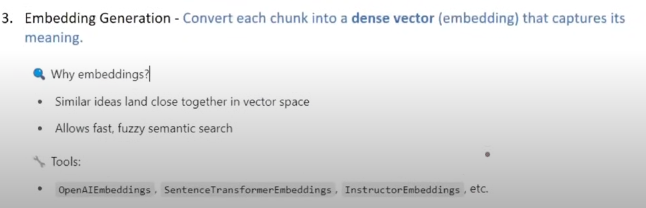 3. Embedding Generation - Convert each chunk into a dense vector (embedding) that captures its
meaning.
🔍 Why embeddings?
• Similar ideas land close together in vector space
• Allows fast, fuzzy semantic search
🔧 Tools:
• OpenAIEmbeddings, SentenceTransformerEmbeddings, InstructorEmbeddings, etc.